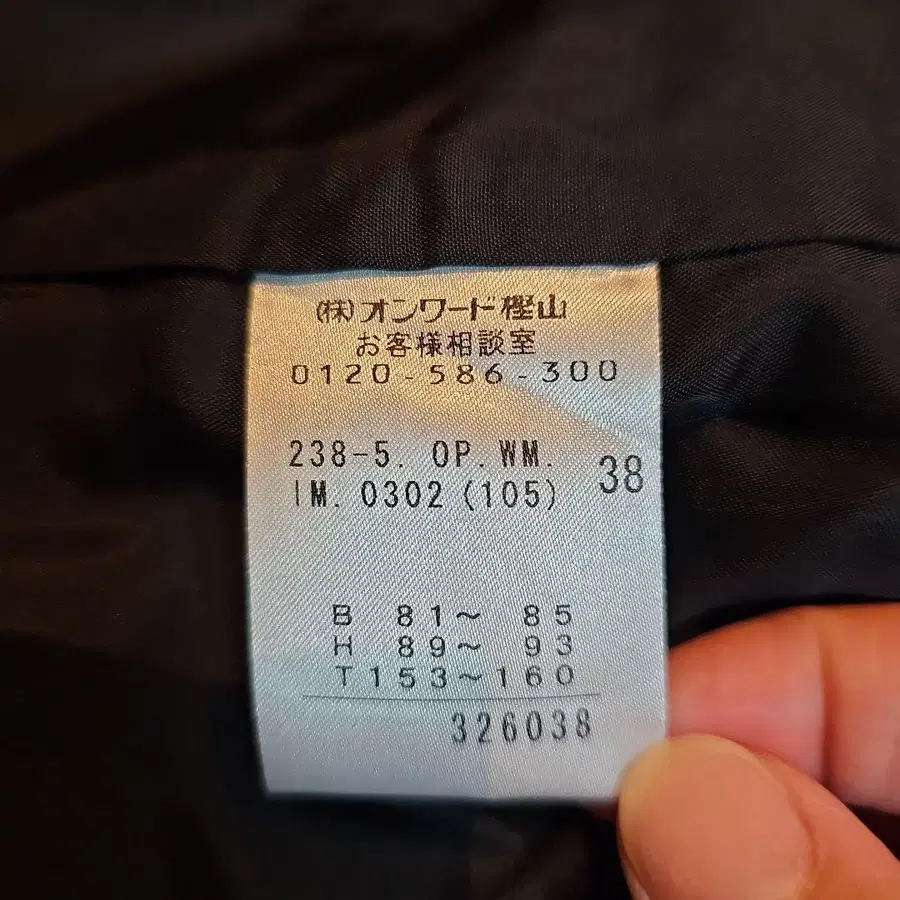 (株)オンワード樫山
お客様相談室
0120-586-300
238-5. OP.WM. 38
IM. 0302 (105)
B 81～ 85
H 89～ 93
T153～160
326038